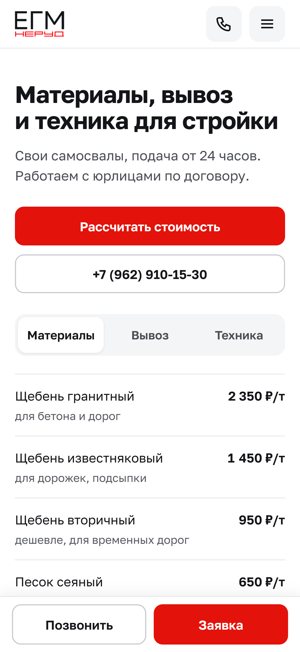 ЕГМ
НЕРУД
Материалы, вывоз
и техника для стройки
Свои самосвалы, подача от 24 часов.
Работаем с юрлицами по договору.
Рассчитать стоимость
+7 (962) 910-15-30
Материалы Вывоз Техника
Щебень гранитный 2 350 ₽/т
для бетона и дорог
Щебень известняковый 1 450 ₽/т
для дорожек, подсыпки
Щебень вторичный 950 ₽/т
дешевле, для временных дорог
Песок сеяный 650 ₽/т
Позвонить Заявка